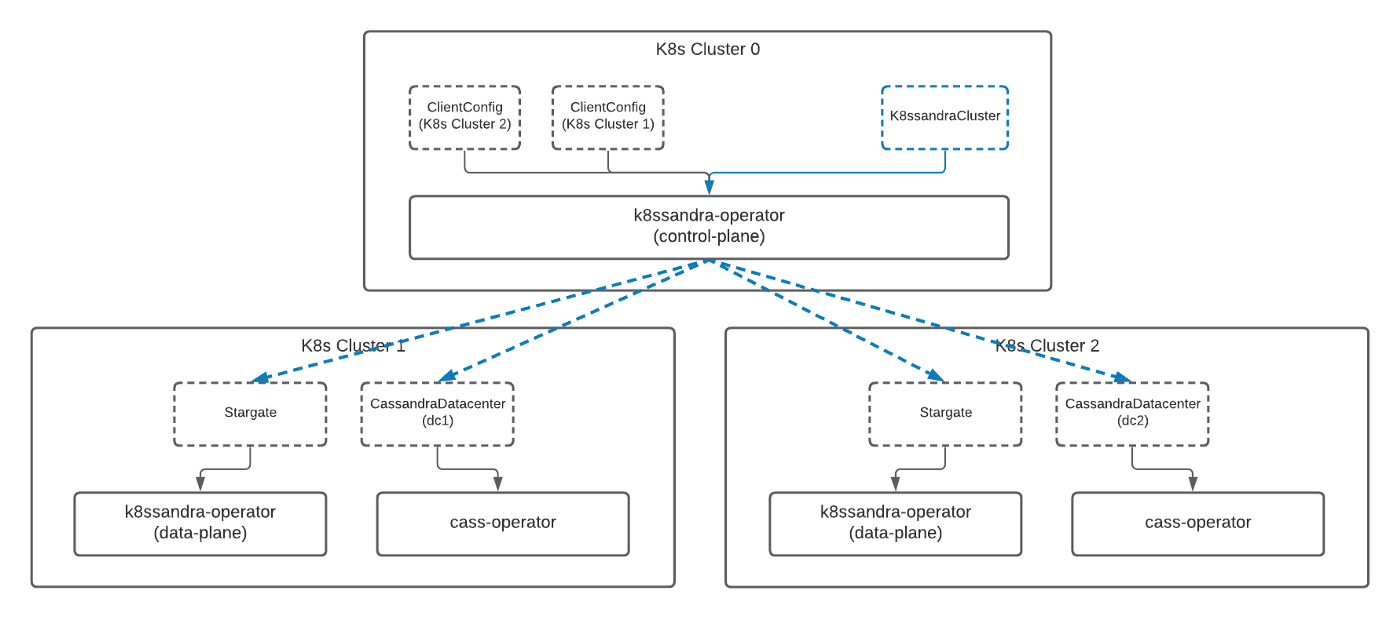 K8s Cluster 0
ClientConfig
(K8s Cluster 2)
ClientConfig
(K8s Cluster 1)
K8ssandraCluster
k8ssandra-operator
(control-plane)
K8s Cluster 1
Stargate
CassandraDatacenter
(dc1)
k8ssandra-operator
(data-plane)
cass-operator
K8s Cluster 2
Stargate
CassandraDatacenter
(dc2)
k8ssandra-operator
(data-plane)
cass-operator